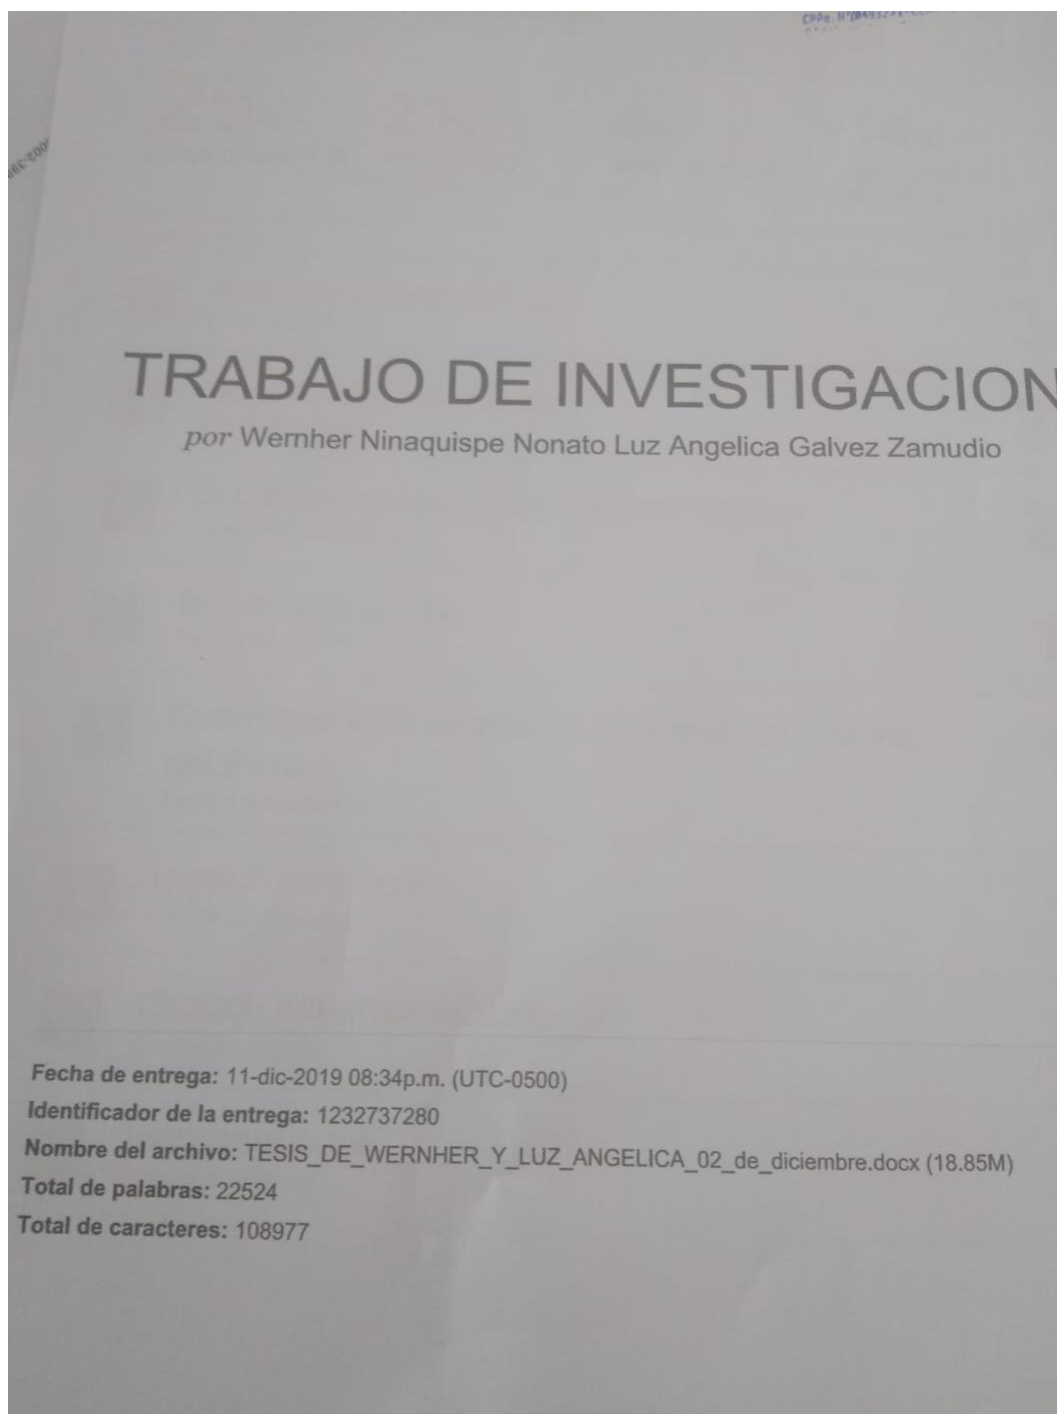 TRABAJO DE INVESTIGACION
por Wernher Ninaquispe Nonato Luz Angelica Galvez Zamudio
Fecha de entrega: 11-dic-2019 08:34p.m. (UTC-0500)
Identificador de la entrega: 1232737280
Nombre del archivo: TESIS_DE_WERNHER_Y_LUZ_ANGELICA_02_de_diciembre.docx (18.85M)
Total de palabras: 22524
Total de caracteres: 108977